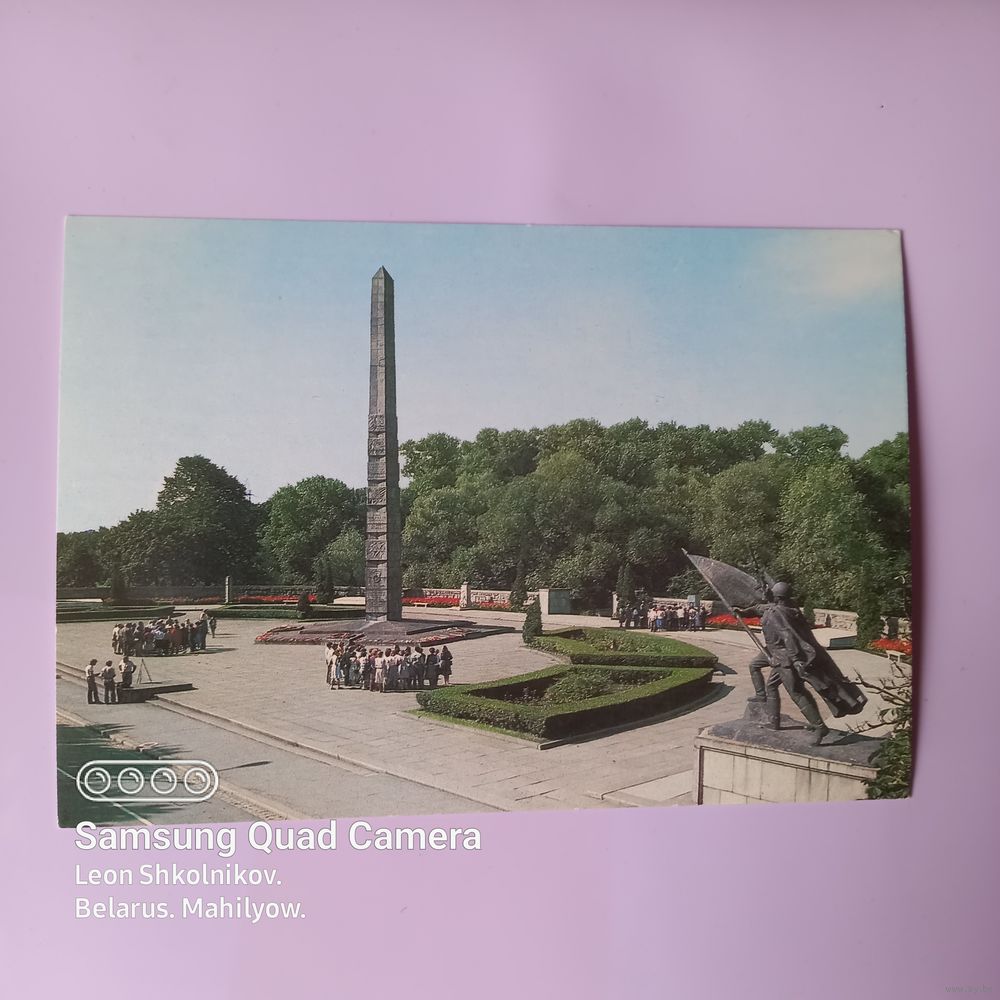 Samsung Quad Camera
Leon Shkolnikov.
Belarus. Mahilyow.